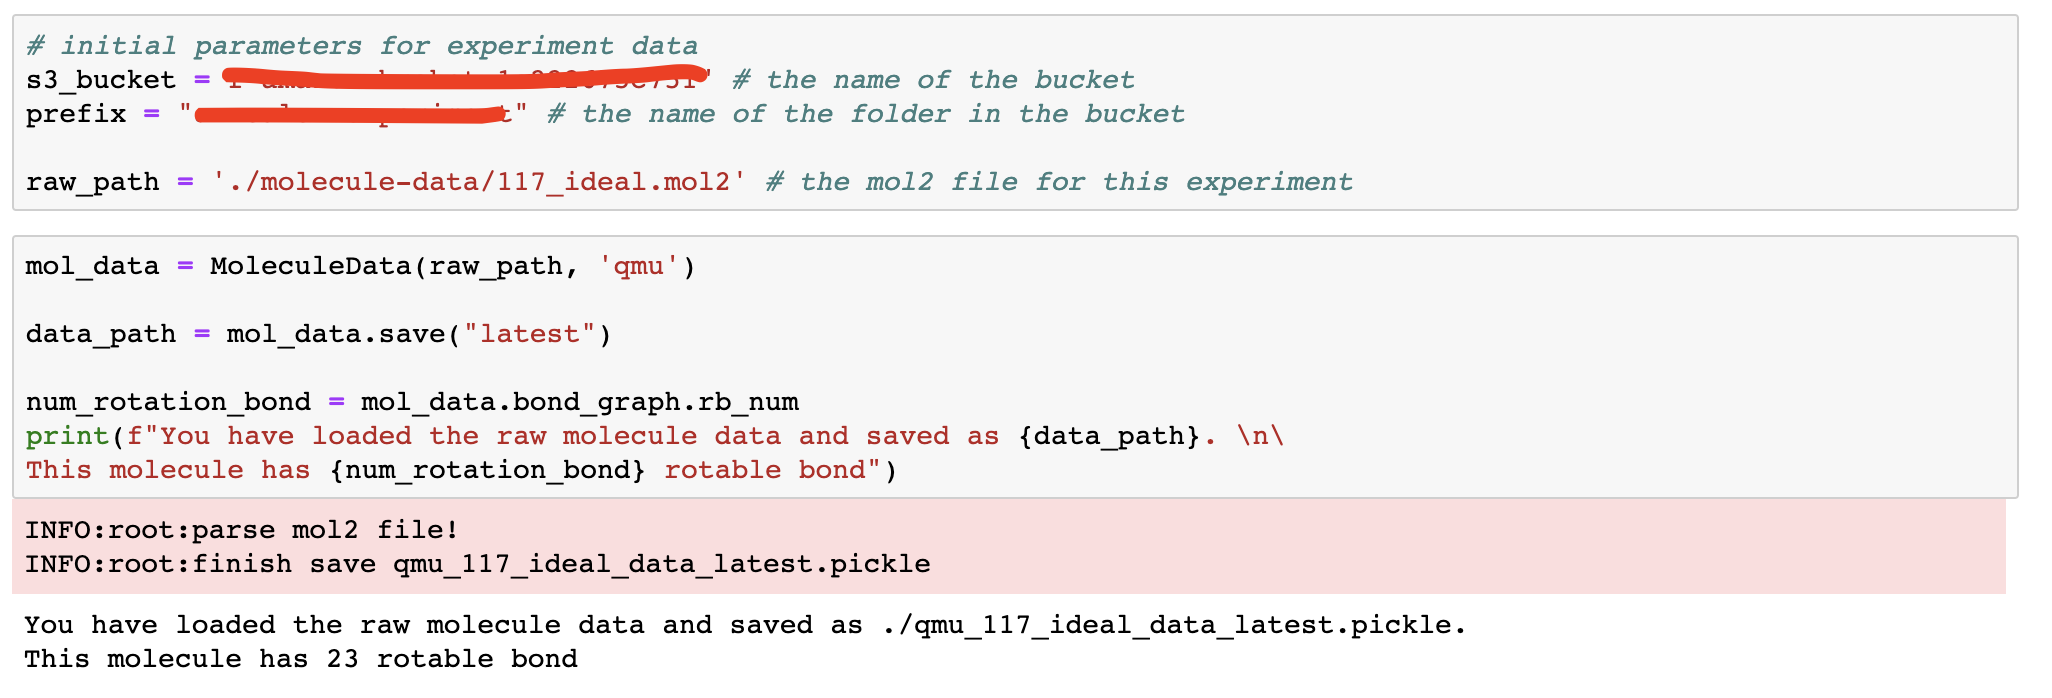 # initial parameters for experiment data
s3_bucket = # the name of the bucket
prefix = " t" # the name of the folder in the bucket
raw_path = './molecule-data/117_ideal.mol2' # the mol2 file for this experiment
mol_data = MoleculeData(raw_path, 'qmu')
data_path = mol_data.save("latest")
num_rotation_bond = mol_data.bond_graph.rb_num
print(f"You have loaded the raw molecule data and saved as {data_path}. \n\
This molecule has {num_rotation_bond} rotable bond")
INFO:root:parse mol2 file!
INFO:root:finish save qmu_117_ideal_data_latest.pickle
You have loaded the raw molecule data and saved as ./qmu_117_ideal_data_latest.pickle.
This molecule has 23 rotable bond